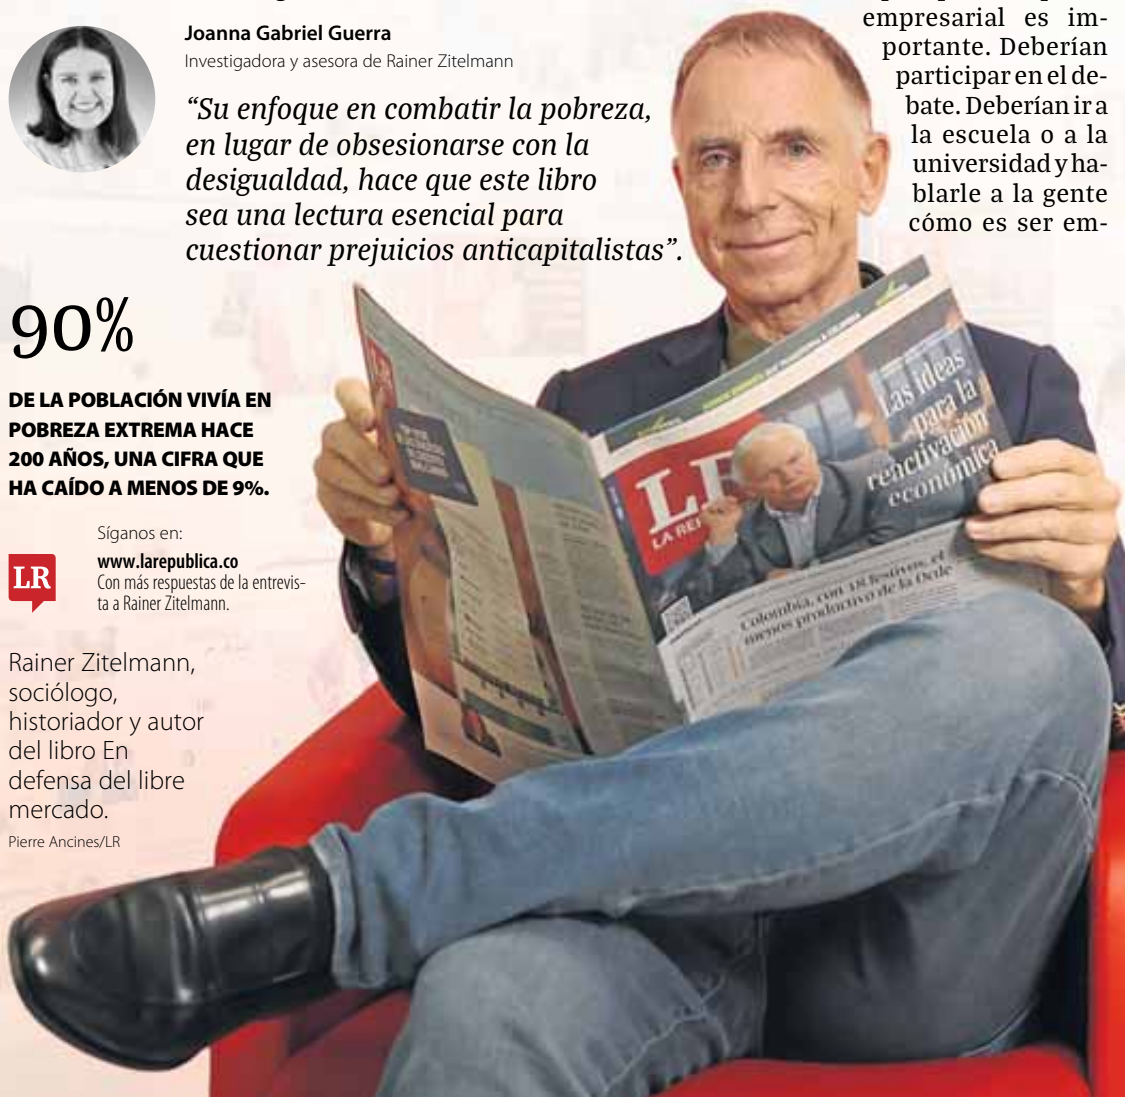 Joanna Gabriel Guerra
Investigadora y asesora de Rainer Zitelmann
“Su enfoque en combatir la pobreza,
en lugar de obsesionarse con la
desigualdad, hace que este libro
sea una lectura esencial para
cuestionar prejuicios anticapitalistas”.
empresarial es im-
portante. Deberían
participar en el de-
bate. Deberían ir a
la escuela o a la
universidad y ha-
blarle a la gente
cómo es ser em-
90%
DE LA POBLACIÓN VIVÍA EN
POBREZA EXTREMA HACE
200 AÑOS, UNA CIFRA QUE
HA CAÍDO A MENOS DE 9%.
Síganos en:
LR
www.larepublica.co
Con más respuestas de la entrevis-
ta a Rainer Zitelmann.
Rainer Zitelmann,
sociólogo,
historiador y autor
del libro En
defensa del libre
mercado.
Pierre Ancines/LR
LR
LA REP
Las ideas
para la
reactivación
económica
Colombia, con 18 festivos, el
menos productivo de la Ocde